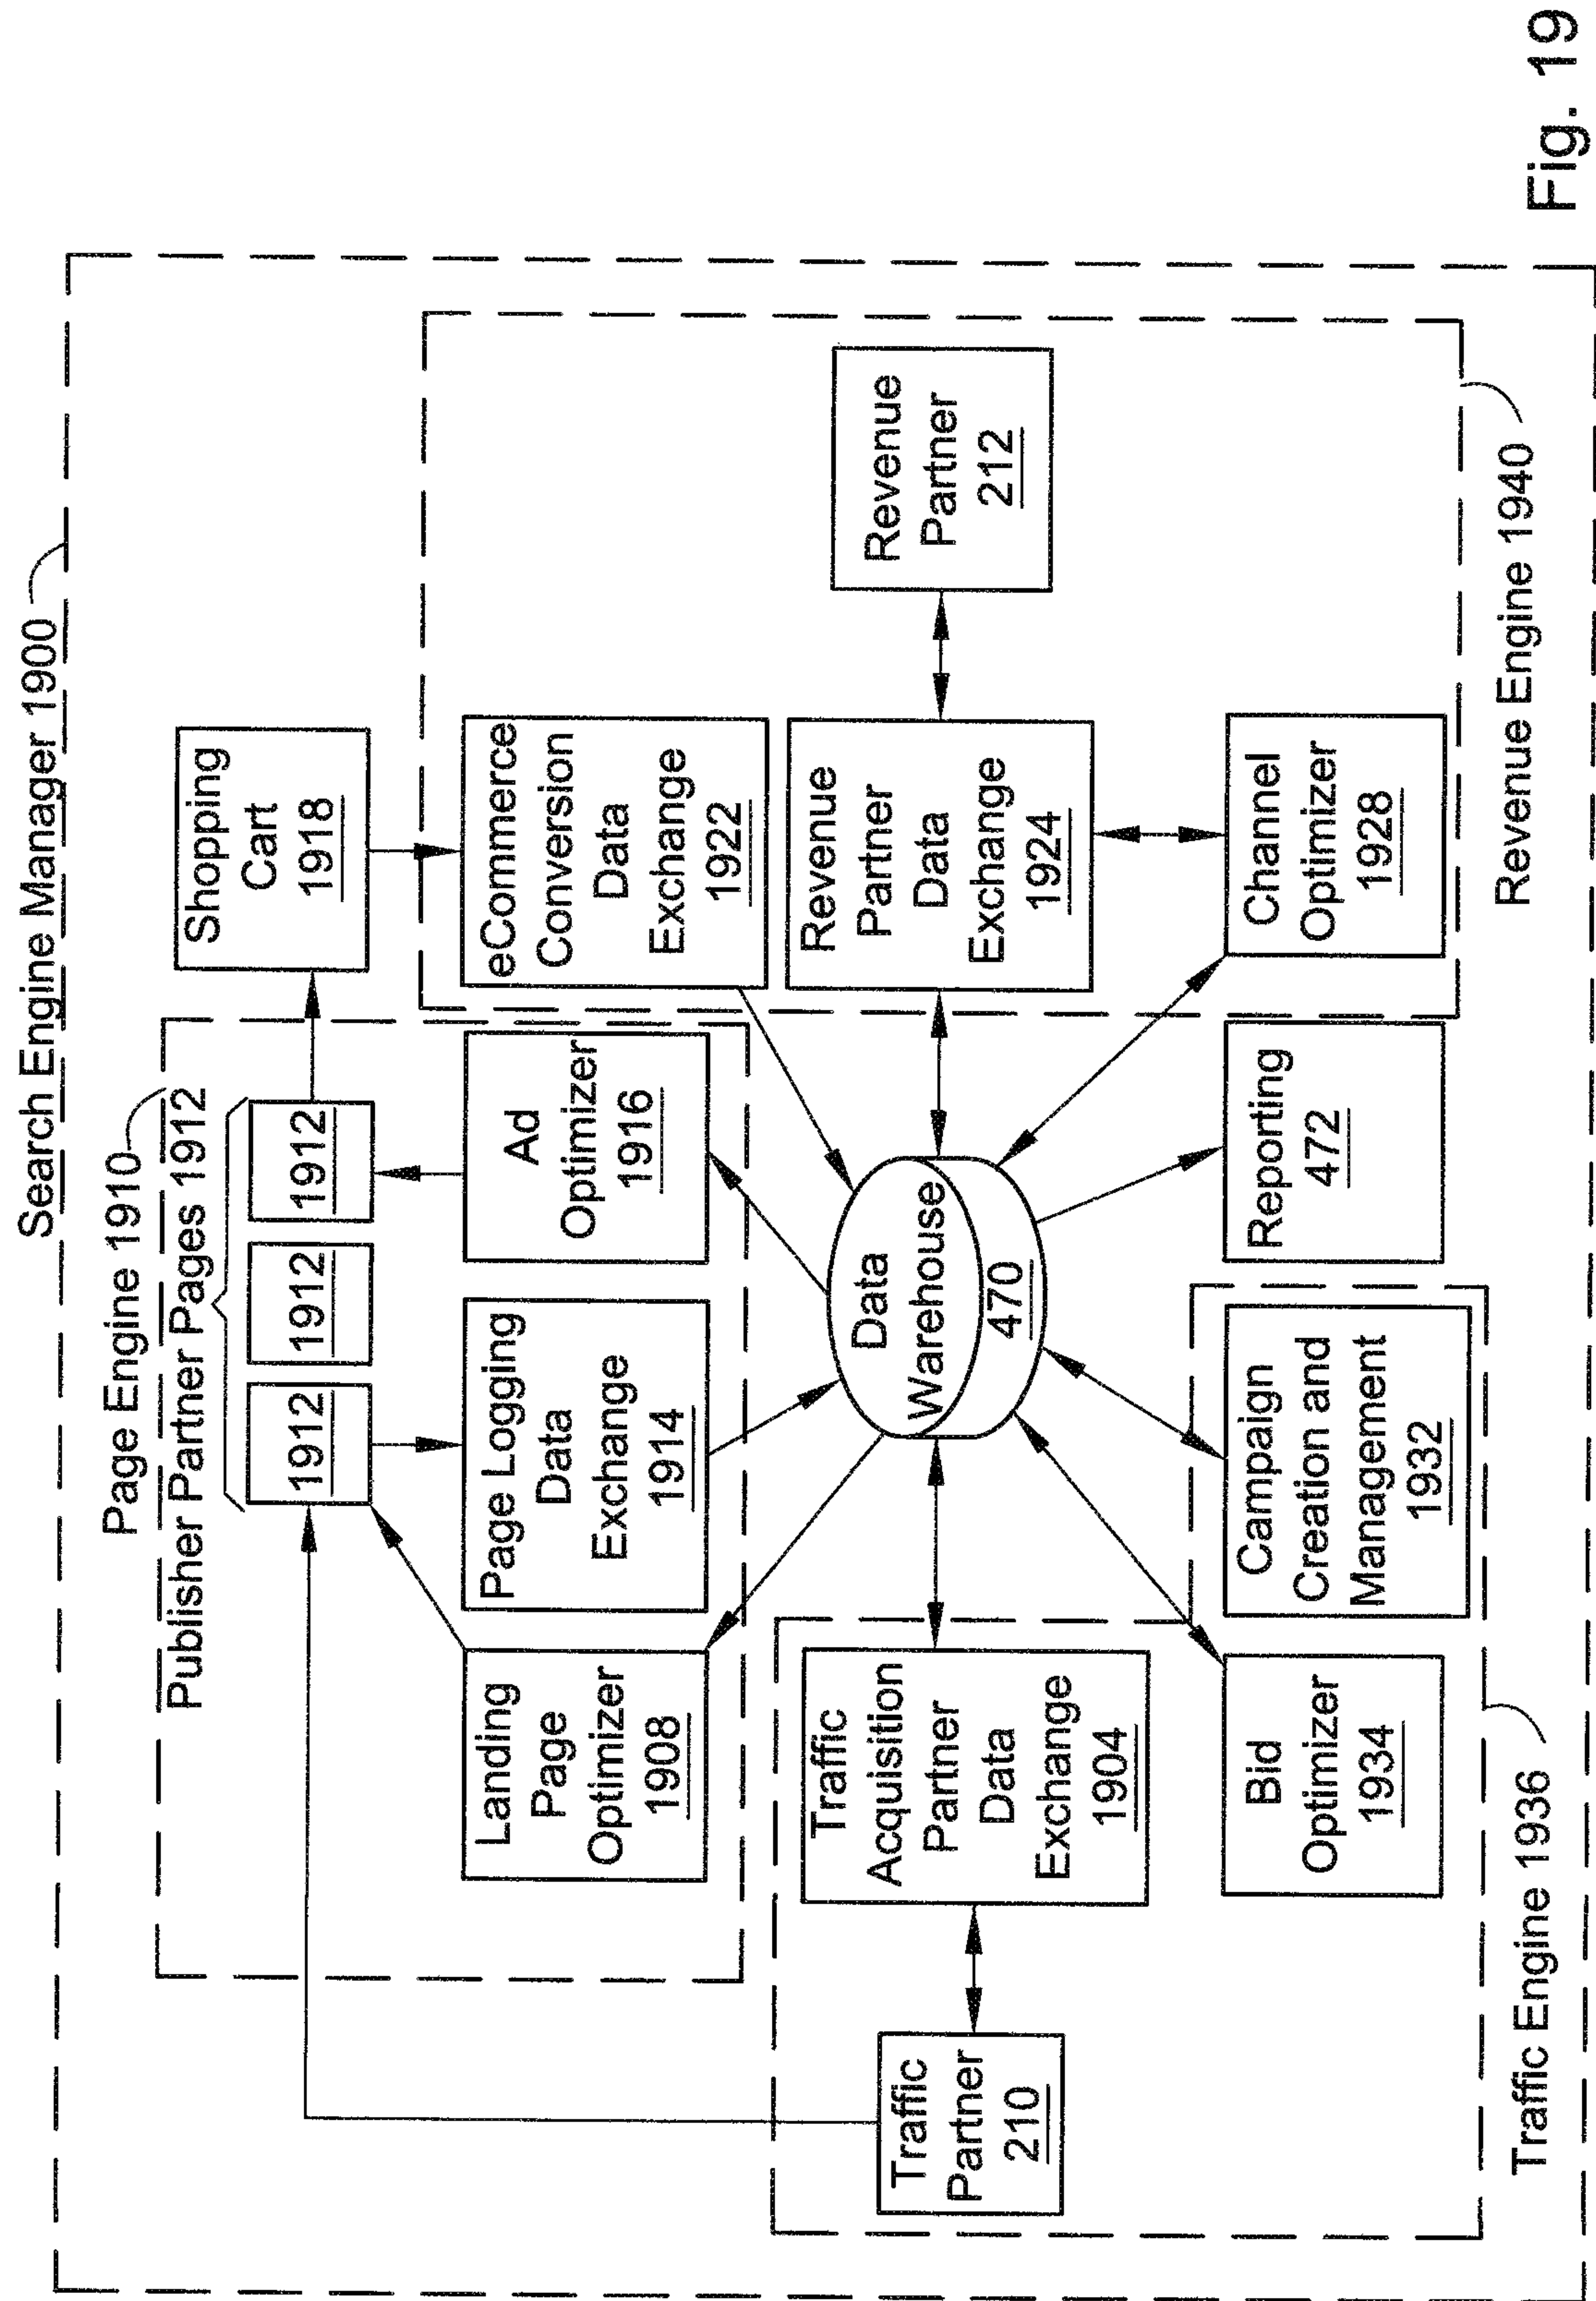 Search Engine Manager 1900
Page Engine 1910
Publisher Partner Pages 1912
1912
1912
1912
Shopping
Cart
1918
Landing
Page
Optimizer
1908
Page Logging
Data
Exchange
1914
Ad
Optimizer
1916
eCommerce
Conversion
Data
Exchange
1922
Traffic
Partner
210
Traffic
Acquisition
Partner
Data
Exchange
1904
Data
Warehouse
470
Revenue
Partner
Data
Exchange
1924
Revenue
Partner
212
Bid
Optimizer
1934
Campaign
Creation and
Management
1932
Reporting
472
Channel
Optimizer
1928
Traffic Engine 1936
Revenue Engine 1940
Fig. 19